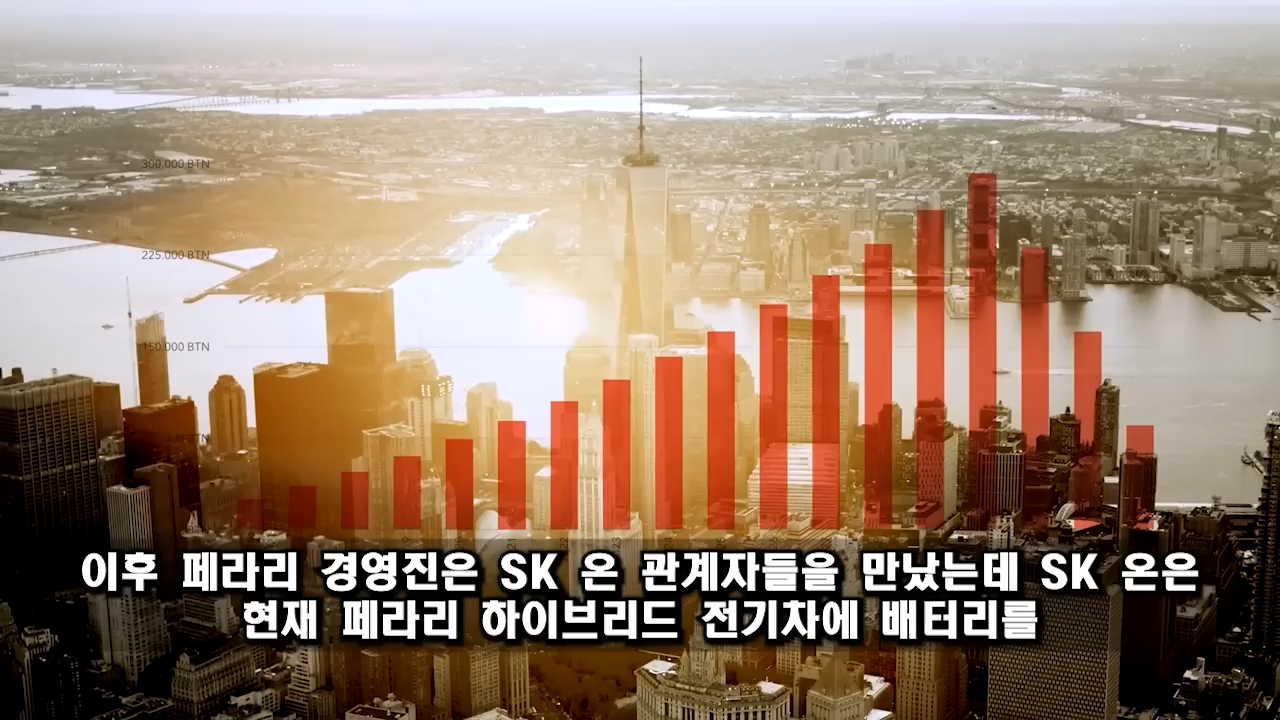 300.000 BTN
225.000 BTN
150.000 BTN
이후 페라리 경영진은 SK 온 관계자들을 만났는데 SK 온은
현재 페라리 하이브리드 전기차에 배터리를